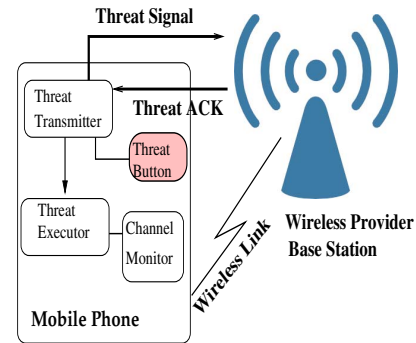 Threat Signal
Threat
Transmitter
Threat ACK
Threat
Button
Threat
Executor
Channel
Monitor
Wireless Link
Wireless Provider
Base Station
Mobile Phone